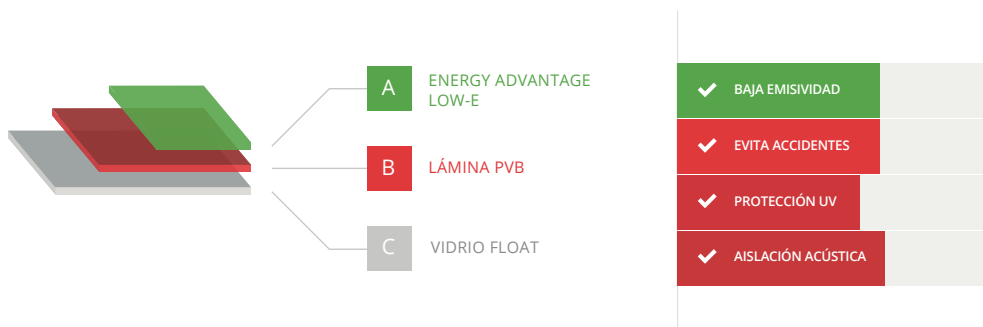 A
ENERGY ADVANTAGE
LOW-E
B
LÁMINA PVB
C
VIDRIO FLOAT
BAJA EMISIVIDAD
EVITA ACCIDENTES
PROTECCIÓN UV
AISLACIÓN ACÚSTICA